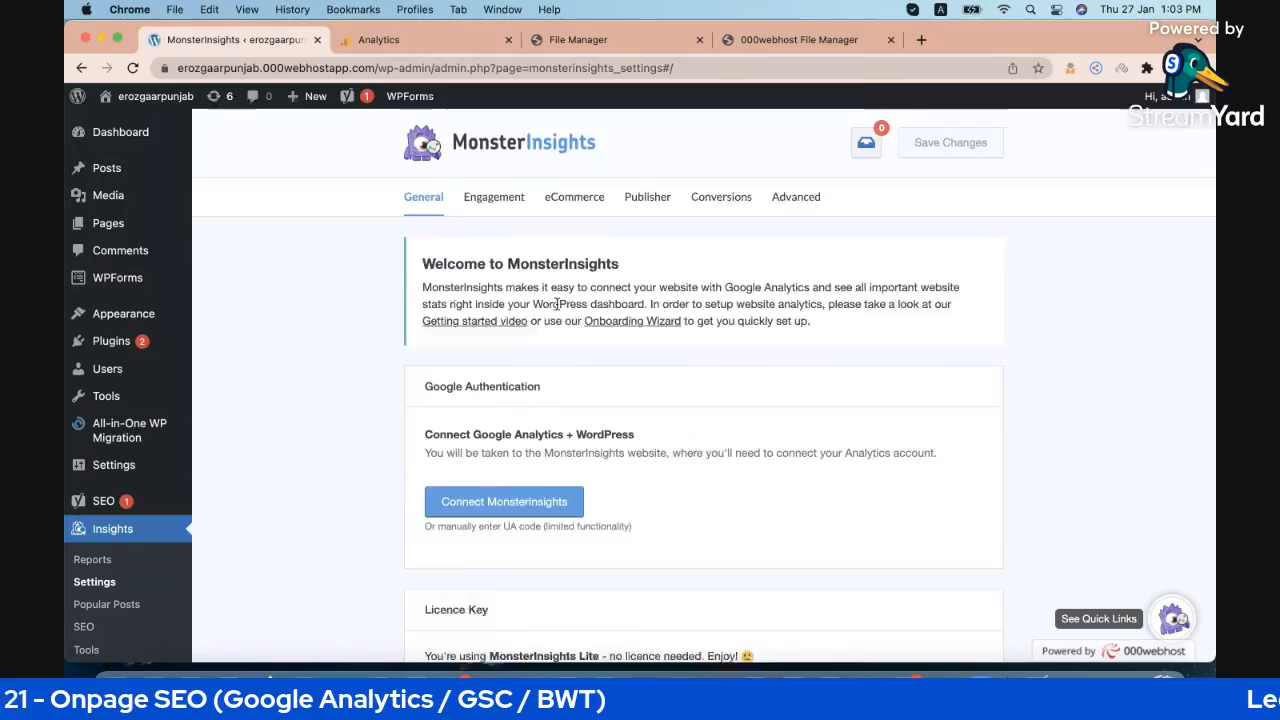 Chrome File Edit View History Bookmarks Profiles Tab Window Help
A
Thu 27 Jan 1:03 PM
Powered by
S
StreamYard
MonsterInsights ‹ erozgaarpun
Analytics
File Manager
000webhost File Manager
erozgaarpunjab.000webhostapp.com/wp-admin/admin.php?page=monsterinsights_settings#/
erozgaarpunjab
6
0
New
1
WPForms
Hi,
Dashboard
Posts
Media
Pages
Comments
WPForms
Appearance
Plugins 2
Users
Tools
All-in-One WP
Migration
Settings
SEO 1
Insights
Reports
Settings
Popular Posts
SEO
Tools
MonsterInsights
0
Save Changes
General Engagement eCommerce Publisher Conversions Advanced
Welcome to MonsterInsights
MonsterInsights makes it easy to connect your website with Google Analytics and see all important website
stats right inside your WordPress dashboard. In order to setup website analytics, please take a look at our
Getting started video or use our Onboarding Wizard to get you quickly set up.
Google Authentication
Connect Google Analytics + WordPress
You will be taken to the MonsterInsights website, where you'll need to connect your Analytics account.
Connect MonsterInsights
Or manually enter UA code (limited functionality)
Licence Key
You're using MonsterInsights Lite - no licence needed. Enjoy!
See Quick Links
Powered by 000webhost
21 - Onpage SEO (Google Analytics / GSC / BWT)
Le